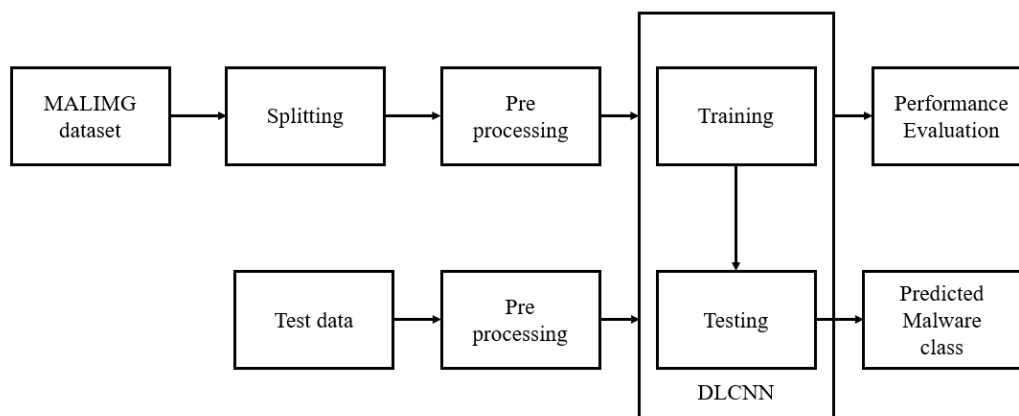 MALIMG
dataset
Splitting
Pre
processing
Training
Performance
Evaluation
Test data
Pre
processing
Testing
Predicted
Malware
class
DLCNN